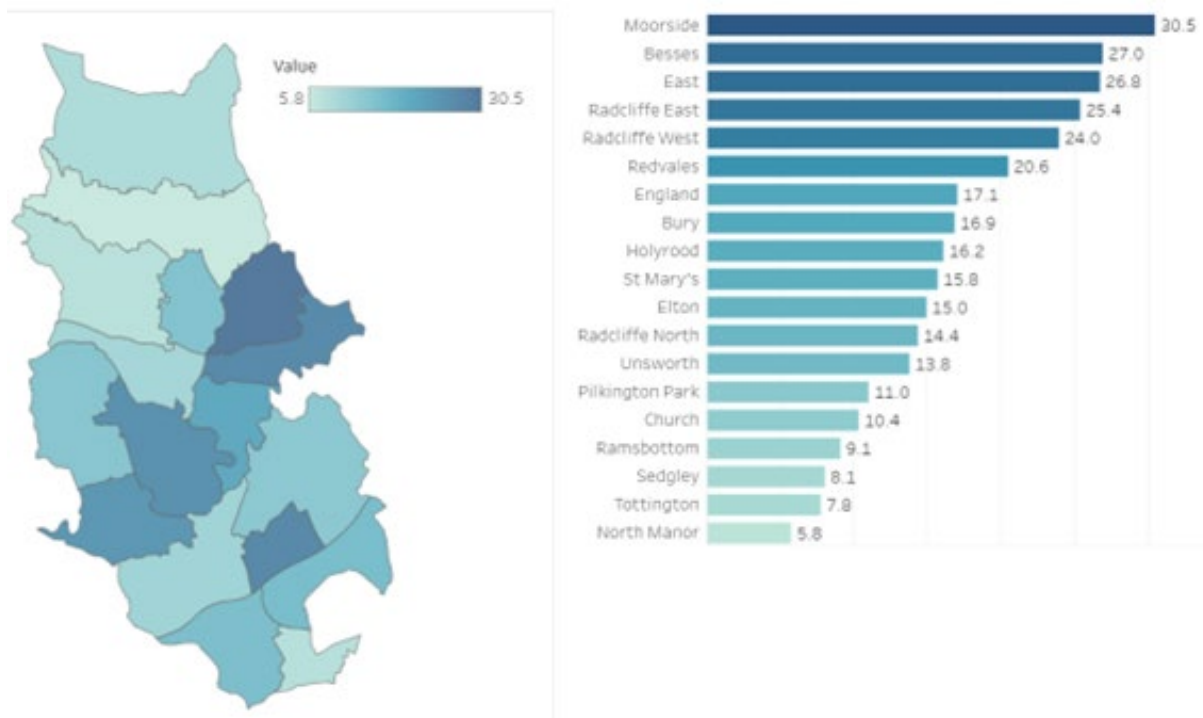 Value
5.8 30.5
Moorside 30.5
Besses 27.0
East 26.8
Radcliffe East 25.4
Radcliffe West 24.0
Redvales 20.6
England 17.1
Bury 16.9
Holyrood 16.2
St Mary's 15.8
Elton 15.0
Radcliffe North 14.4
Unsworth 13.8
Pilkington Park 11.0
Church 10.4
Ramsbottom 9.1
Sedgley 8.1
Tottington 7.8
North Manor 5.8